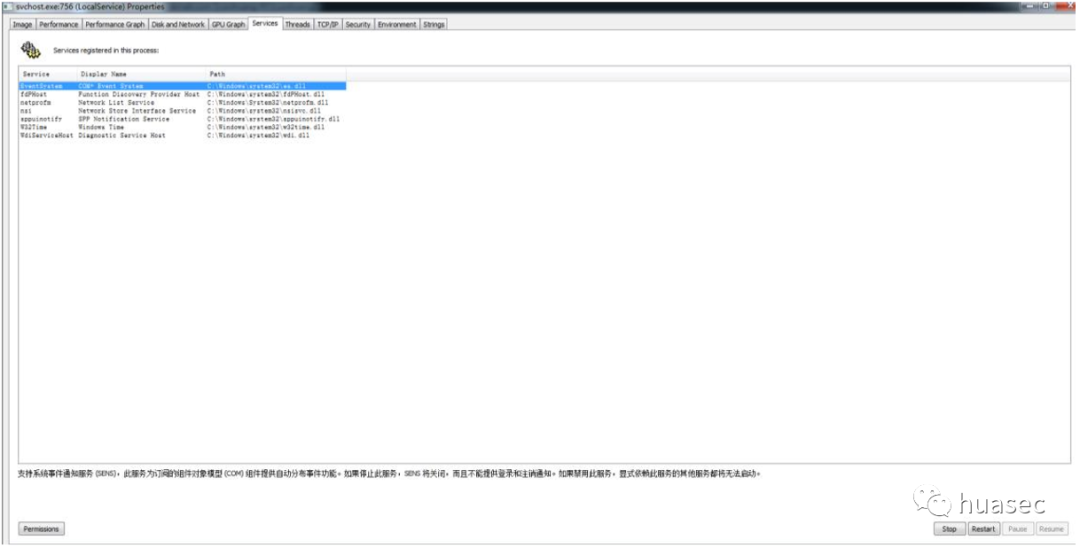 svchost.exe:756 (LocalService) Properties
Image Performance Performance Graph Disk and Network GPU Graph Services Threads TCP/IP Security Environment Strings
Services registered in this process:
Service Display Name Path
EventSystem COM+ Event System C:\Windows\system32\es.dll
fdPHost Function Discovery Provider Host C:\Windows\system32\fdPHost.dll
netprofm Network List Service C:\Windows\System32\netprofm.dll
nsi Network Store Interface Service C:\Windows\system32\nsisvc.dll
sppuinotify SPP Notification Service C:\Windows\system32\sppuinotify.dll
W32Time Windows Time C:\Windows\system32\w32time.dll
WdiServiceHost Diagnostic Service Host C:\Windows\system32\wdi.dll
支持系统事件通知服务 (SENS)，此服务为订阅的组件对象模型 (COM) 组件提供自动分布事件功能。如果停止此服务，SENS 将关闭，而且不能提供登录和注销通知。如果禁用此服务，显式依赖此服务的其他服务都将无法启动。
huasec
Permissions Stop Restart Pause Resume